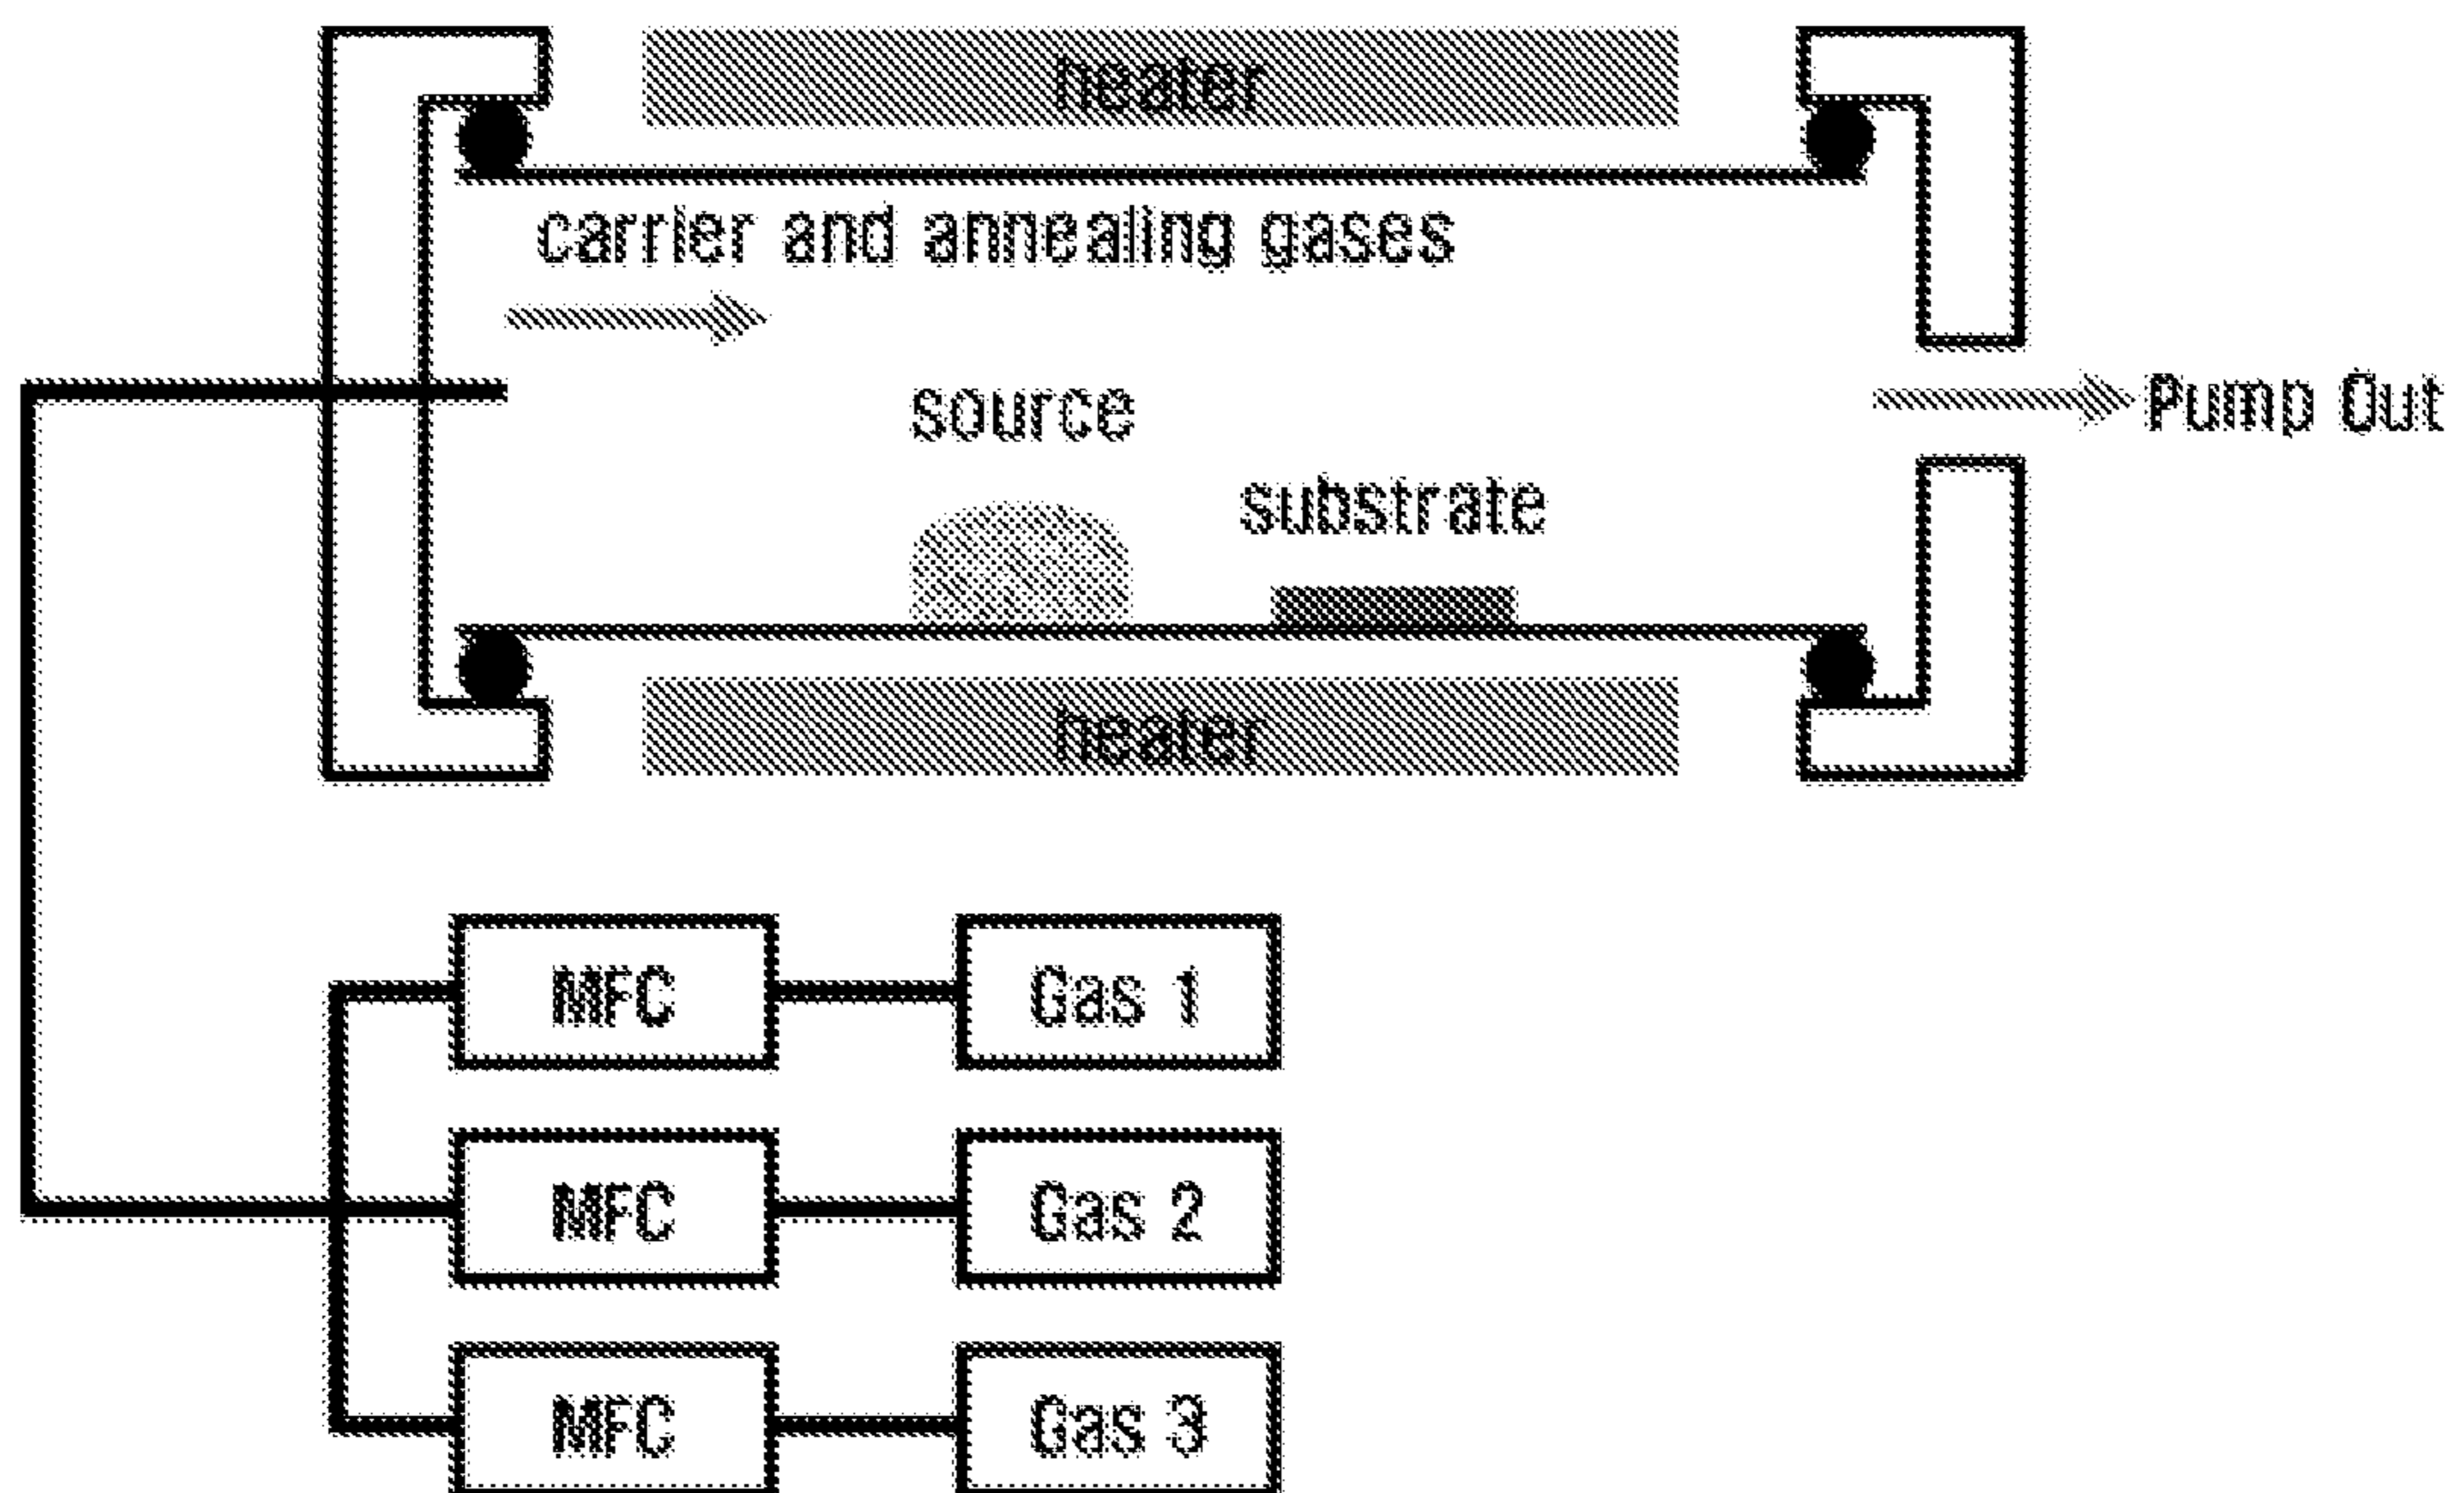 heater
carrier and annealing gases
source
Pump Out
substrate
heater
MFC
Gas 1
MFC
Gas 2
MFC
Gas 3